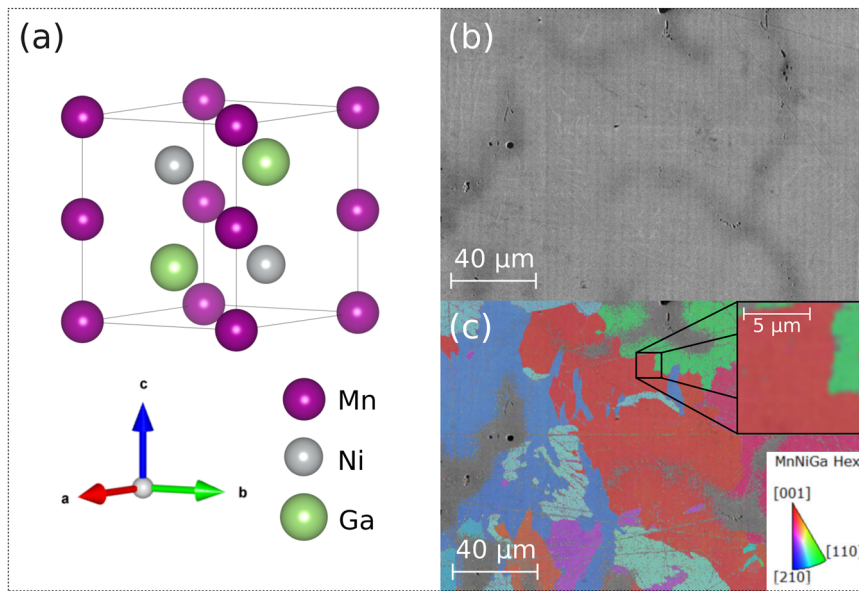 (a)
c
a
b
Mn
Ni
Ga
(b)
40 μm
(c)
5 μm
40 μm
MnNiGa Hex
[001]
[110]
[210]